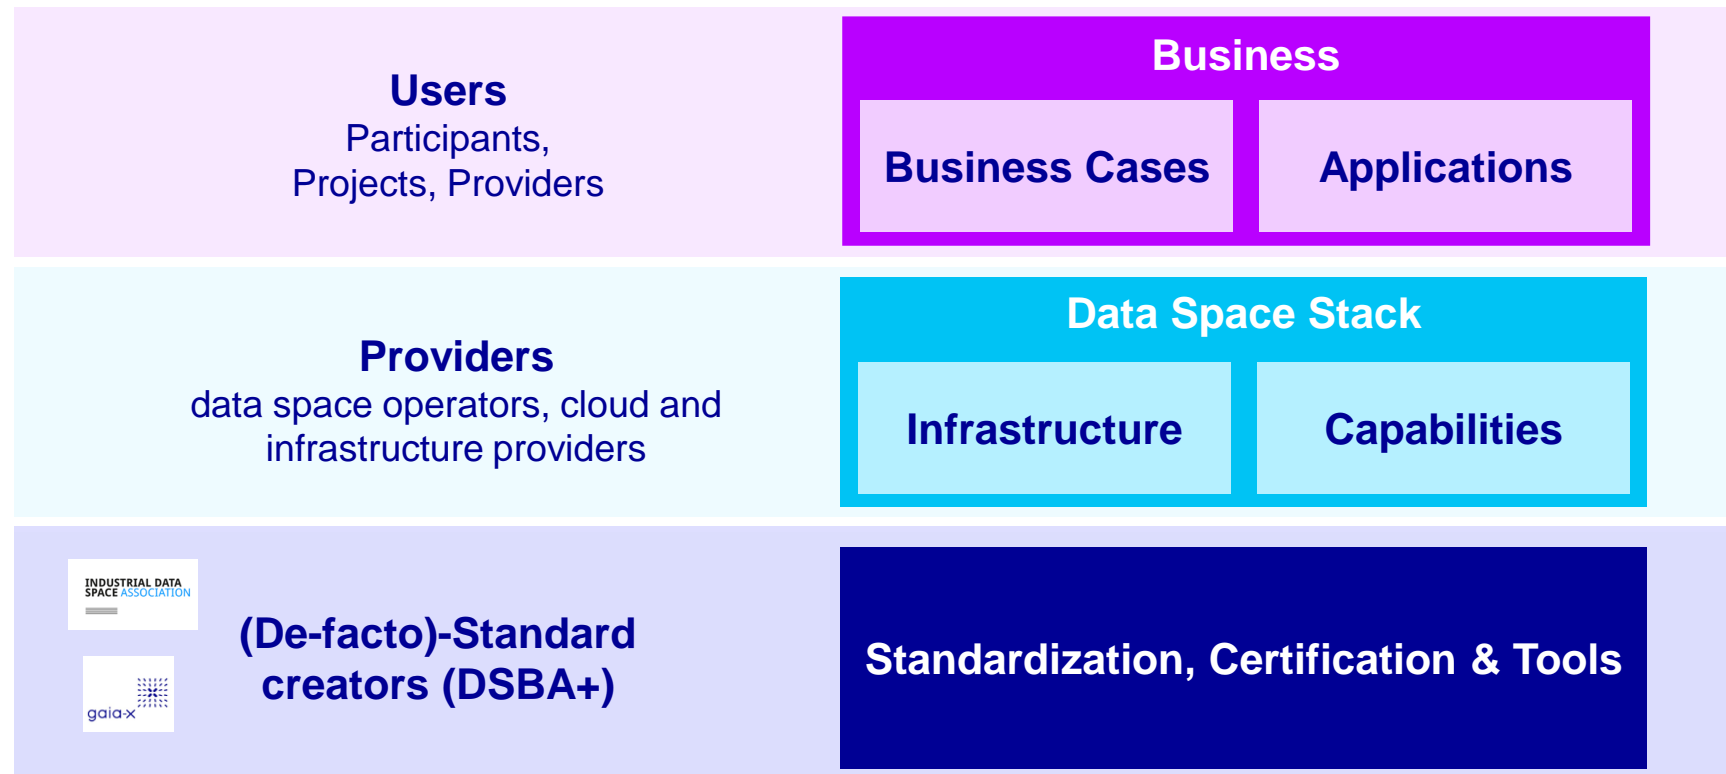 Users
Participants,
Projects, Providers
Business
Business Cases
Applications
Providers
data space operators, cloud and
infrastructure providers
Data Space Stack
Infrastructure
Capabilities
INDUSTRIAL DATA
SPACE ASSOCIATION
gaia-x
(De-facto)-Standard
creators (DSBA+)
Standardization, Certification & Tools